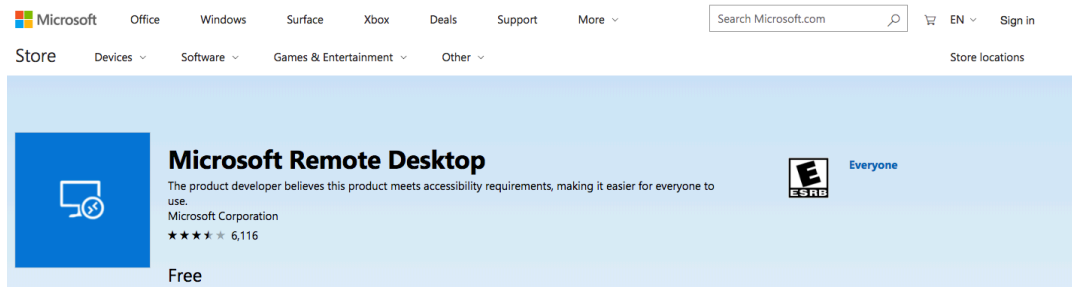 Microsoft Office Windows Surface Xbox Deals Support More Search Microsoft.com EN Sign in
Store Devices Software Games & Entertainment Other Store locations
Microsoft Remote Desktop
E ESRB Everyone
The product developer believes this product meets accessibility requirements, making it easier for everyone to
use.
Microsoft Corporation
6,116
Free